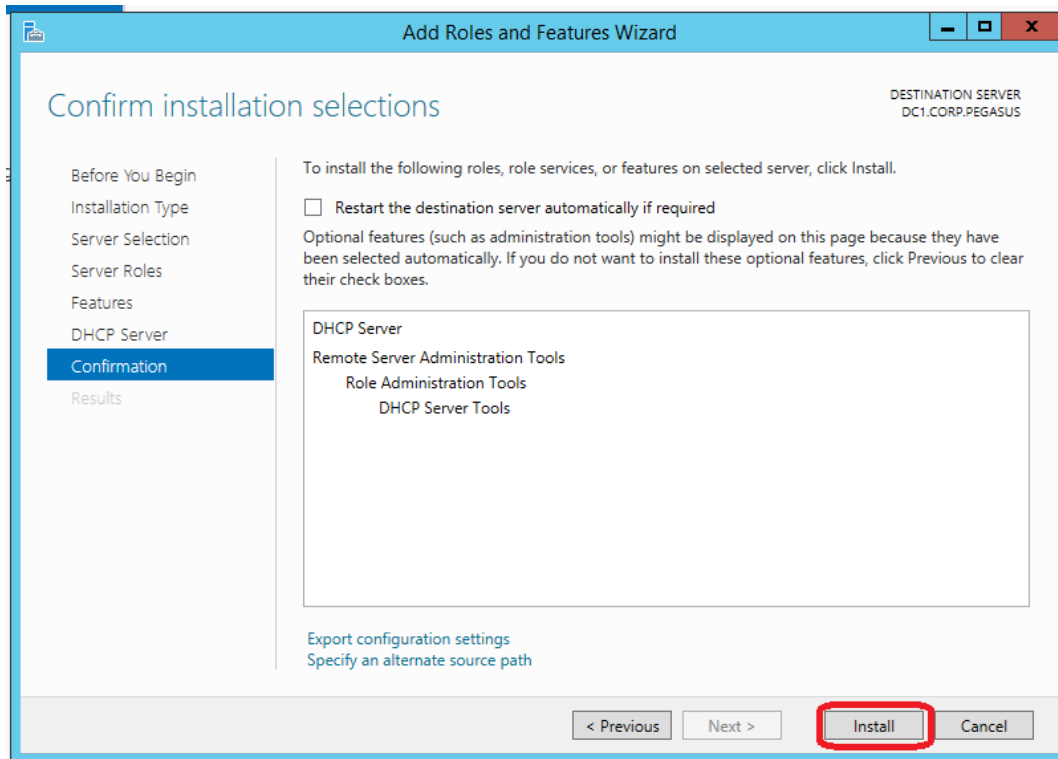 Add Roles and Features Wizard
Confirm installation selections
DESTINATION SERVER
DC1.CORP.PEGASUS
Before You Begin
Installation Type
Server Selection
Server Roles
Features
DHCP Server
Confirmation
Results
To install the following roles, role services, or features on selected server, click Install.
Restart the destination server automatically if required
Optional features (such as administration tools) might be displayed on this page because they have
been selected automatically. If you do not want to install these optional features, click Previous to clear
their check boxes.
DHCP Server
Remote Server Administration Tools
Role Administration Tools
DHCP Server Tools
Export configuration settings
Specify an alternate source path
< Previous
Next >
Install
Cancel